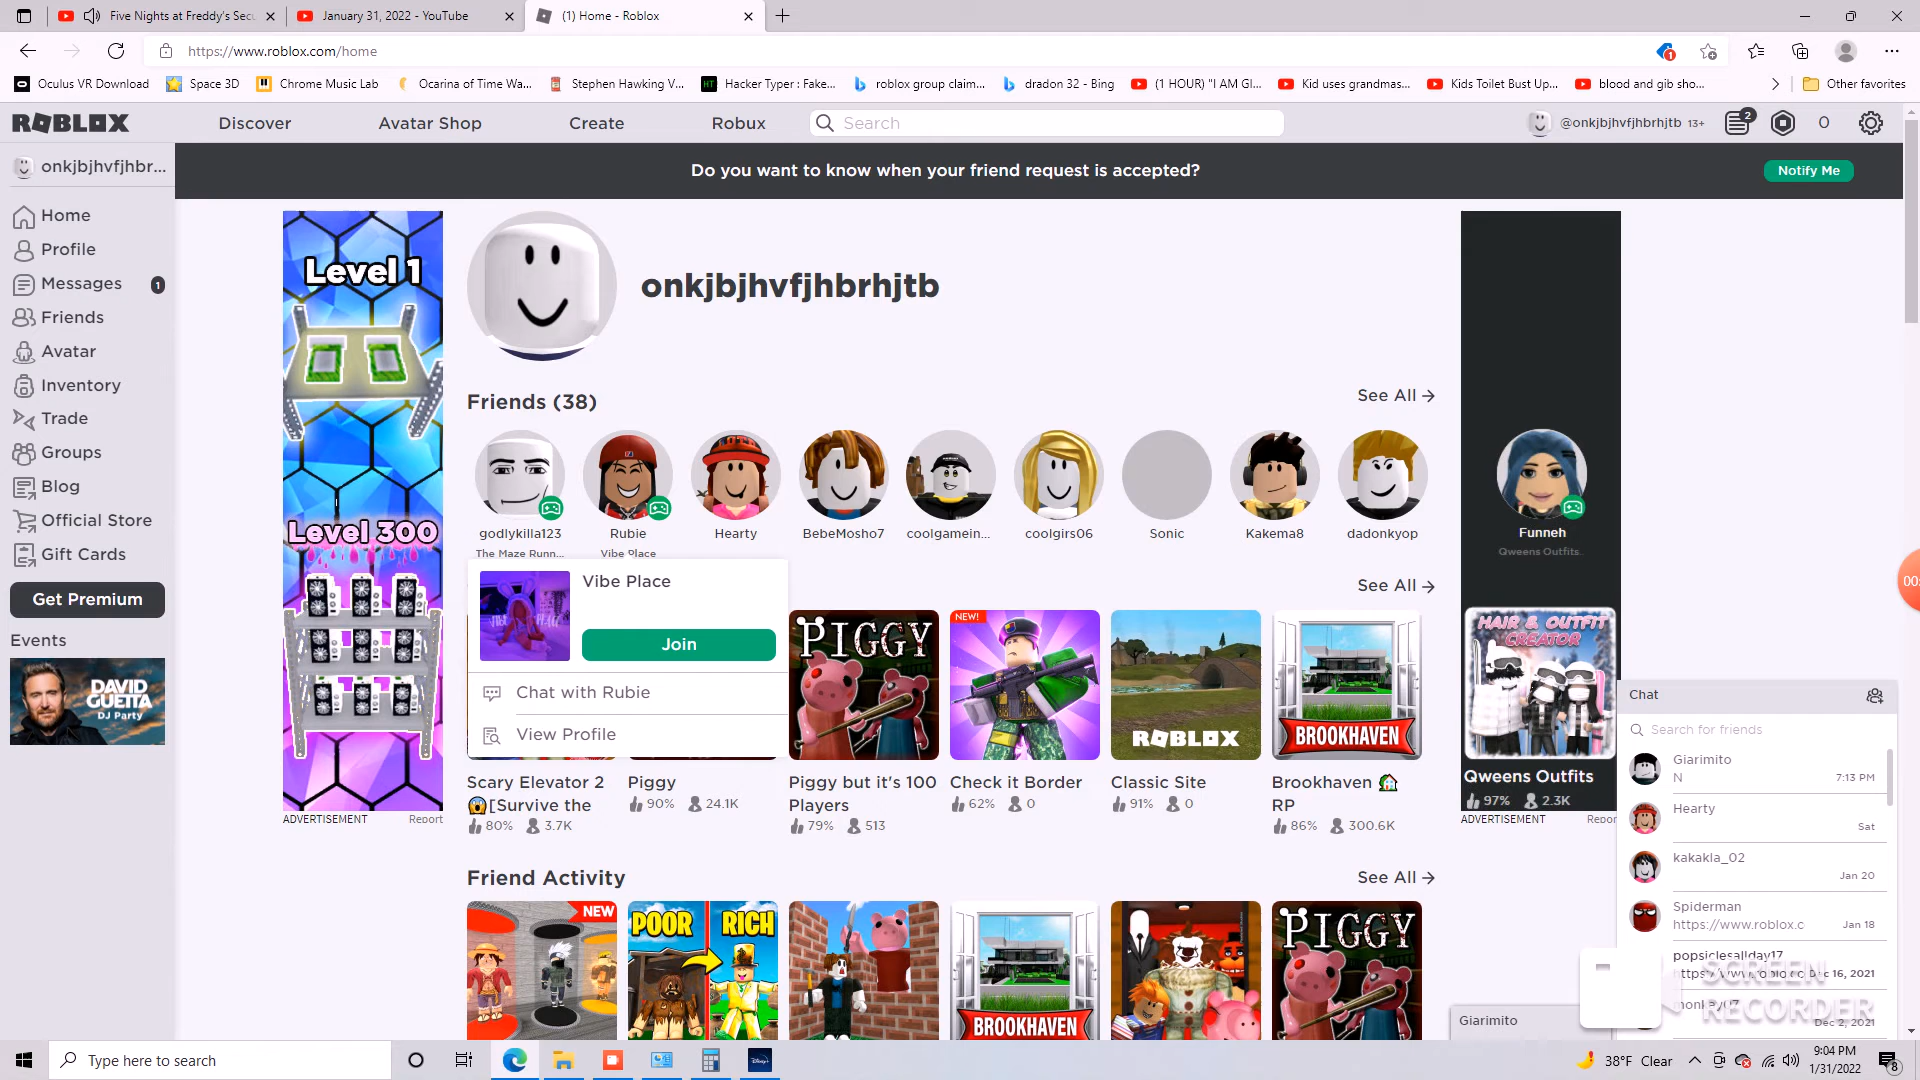 Five Nights at Freddy's Secu
January 31, 2022 - YouTube
(1) Home - Roblox
https://www.roblox.com/home
1
Oculus VR Download
Space 3D
Chrome Music Lab
Ocarina of Time Wa...
Stephen Hawking V...
HT
Hacker Typer : Fake...
roblox group claim...
dradon 32 - Bing
(1 HOUR) "I AM GI...
Kid uses grandmas...
Kids Toilet Bust Up...
blood and gib sho...
Other favorites
ROBLOX
Discover
Avatar Shop
Create
Robux
Search
@onkjbjhvfjhbrhjtb 13+
2
0
onkjbjhvfjhbr...
Do you want to know when your friend request is accepted?
Notify Me
Home
Profile
Messages
1
Friends
Avatar
Inventory
Trade
Groups
Blog
Official Store
Gift Cards
Get Premium
Events
DAVID
GUETTA
DJ Party
Level 1
Level 300
ADVERTISEMENT
Report
onkjbjhvfjhbrhjtb
Friends (38)
See All
godlykilla123
The Maze Runn...
Rubie
Vibe Place
Hearty
BebeMosho7
coolgamein...
coolgirs06
Sonic
Kakema8
dadonkyop
Vibe Place
Join
Chat with Rubie
View Profile
See All
PIGGY
NEW!
ROBLOX
BROOKHAVEN
Scary Elevator 2
😱[Survive the
80% 3.7K
Piggy
90% 24.1K
Piggy but it's 100
Players
79% 513
Check it Border
62% 0
Classic Site
91% 0
Brookhaven 🏡
RP
86% 300.6K
Friend Activity
See All
NEW
POOR
RICH
BROOKHAVEN
PIGGY
Funneh
Qweens Outfits.
HAIR & OUTFIT
CREATOR
Qweens Outfits
97% 2.3K
ADVERTISEMENT
Repor
Chat
Search for friends
Giarimito
N
7:13 PM
Hearty
Sat
kakakla_02
Jan 20
Spiderman
https://www.roblox.c
Jan 18
popsiclesallday17
Dec 16, 2021
Dec 2, 2021
SCREEN
RECORDER
Giarimito
00:
Type here to search
38°F Clear
9:04 PM
1/31/2022
8